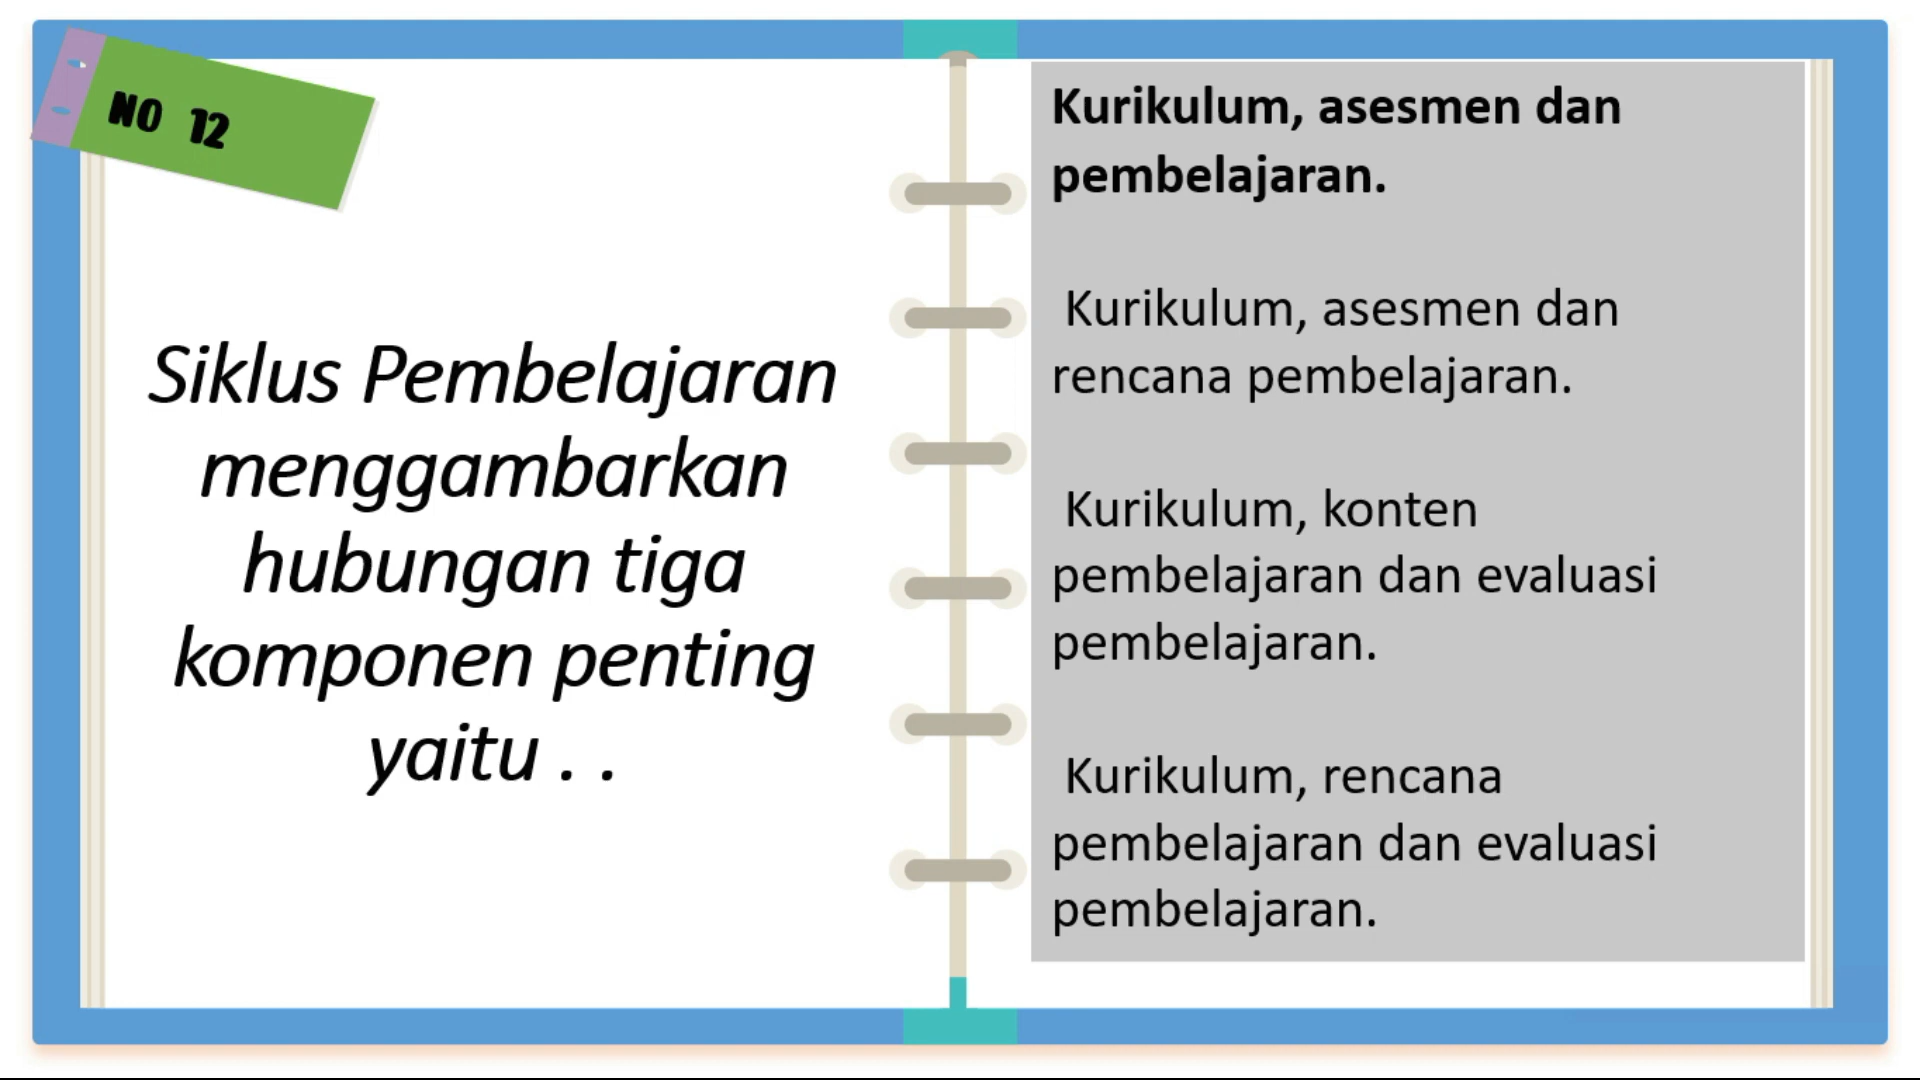 NO 12
Siklus Pembelajaran
menggambarkan
hubungan tiga
komponen penting
yaitu . .
Kurikulum, asesmen dan
pembelajaran.
Kurikulum, asesmen dan
rencana pembelajaran.
Kurikulum, konten
pembelajaran dan evaluasi
pembelajaran.
Kurikulum, rencana
pembelajaran dan evaluasi
pembelajaran.